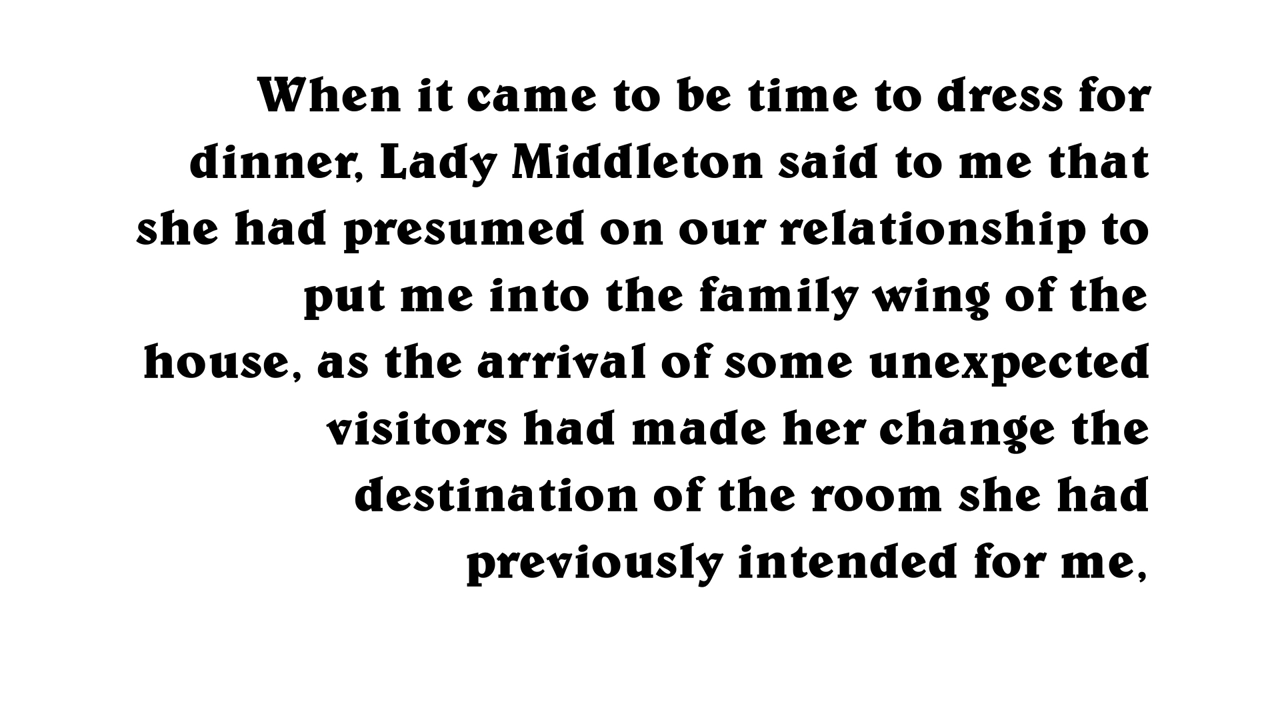 When it came to be time to dress for
dinner, Lady Middleton said to me that
she had presumed on our relationship to
put me into the family wing of the
house, as the arrival of some unexpected
visitors had made her change the
destination of the room she had
previously intended for me,